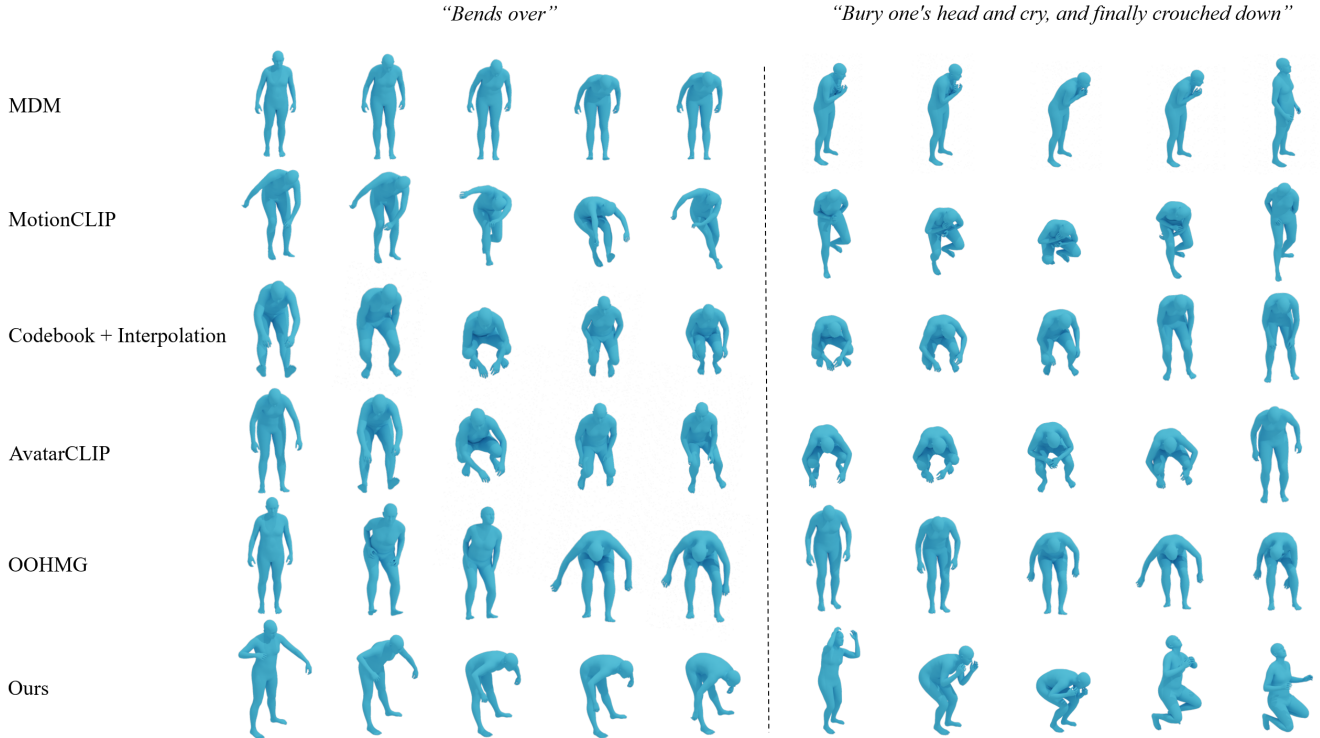 “Bends over”
“Bury one's head and cry, and finally crouched down”
MDM
MotionCLIP
Codebook + Interpolation
AvatarCLIP
OOHMG
Ours